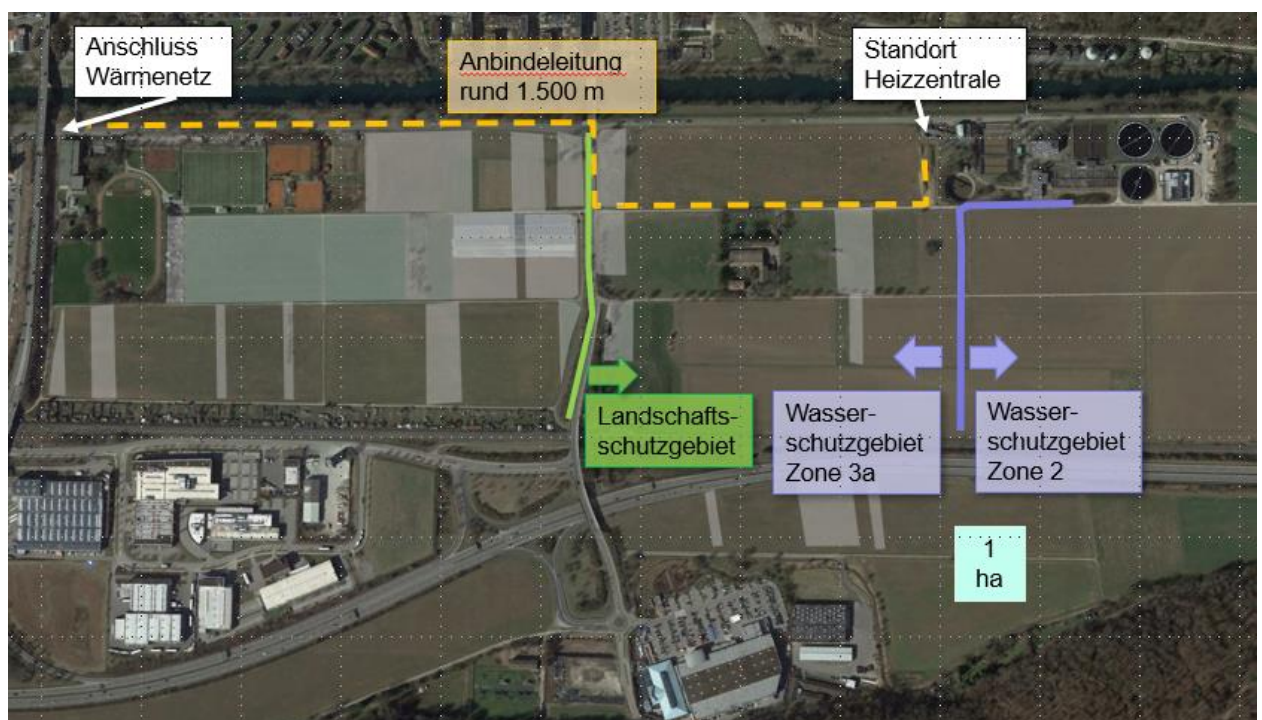 Anschluss
Wärmenetz
Anbindeleitung
rund 1.500 m
Standort
Heizzentrale
Landschafts-
schutzgebiet
Wasser-
schutzgebiet
Zone 3a
Wasser-
schutzgebiet
Zone 2
1
ha